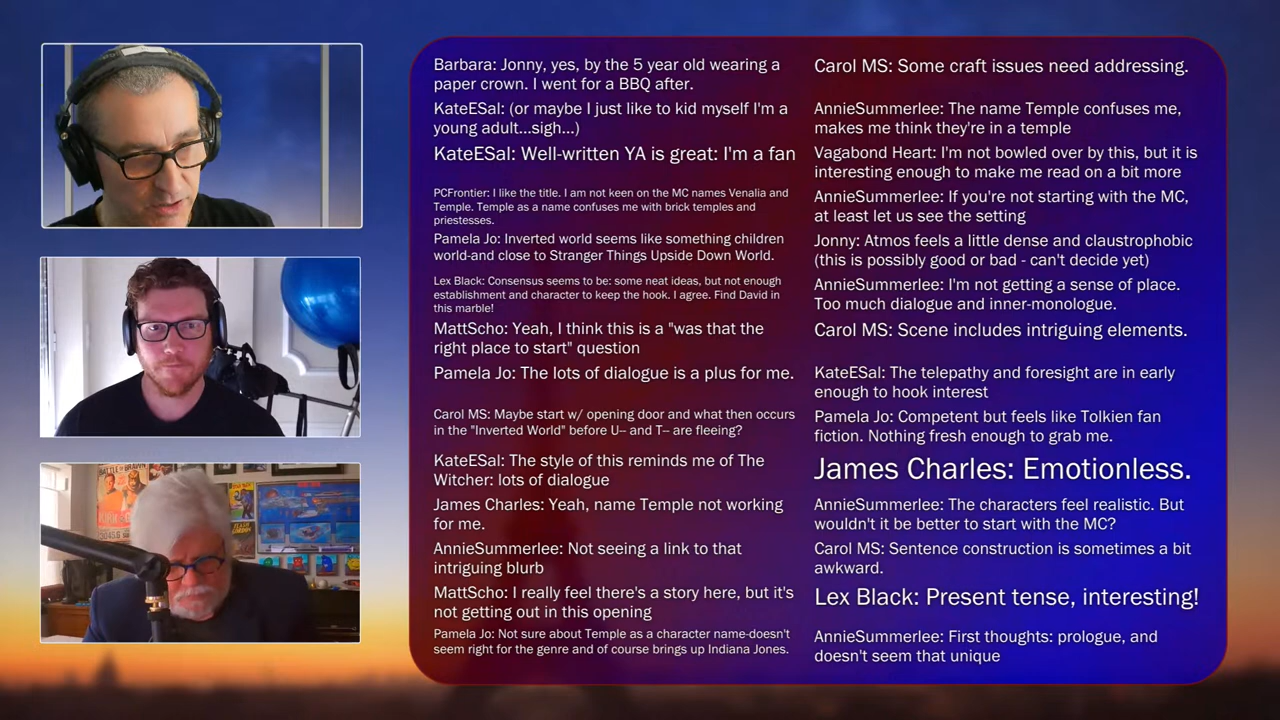 Barbara: Jonny, yes, by the 5 year old wearing a
paper crown. I went for a BBQ after.
KateESal: (or maybe I just like to kid myself I'm a
young adult...sigh...)
KateESal: Well-written YA is great: I'm a fan
PCFrontier: I like the title. I am not keen on the MC names Venalia and
Temple. Temple as a name confuses me with brick temples and
priestesses.
Pamela Jo: Inverted world seems like something children
world-and close to Stranger Things Upside Down World.
Lex Black: Consensus seems to be: some neat ideas, but not enough
establishment and character to keep the hook. I agree. Find David in
this marble!
MattScho: Yeah, I think this is a "was that the
right place to start" question
Pamela Jo: The lots of dialogue is a plus for me.
Carol MS: Maybe start w/ opening door and what then occurs
in the "Inverted World" before U-- and T-- are fleeing?
KateESal: The style of this reminds me of The
Witcher: lots of dialogue
James Charles: Yeah, name Temple not working
for me.
AnnieSummerlee: Not seeing a link to that
intriguing blurb
MattScho: I really feel there's a story here, but it's
not getting out in this opening
Pamela Jo: Not sure about Temple as a character name-doesn't
seem right for the genre and of course brings up Indiana Jones.
Carol MS: Some craft issues need addressing.
AnnieSummerlee: The name Temple confuses me,
makes me think they're in a temple
Vagabond Heart: I'm not bowled over by this, but it is
interesting enough to make me read on a bit more
AnnieSummerlee: If you're not starting with the MC,
at least let us see the setting
Jonny: Atmos feels a little dense and claustrophobic
(this is possibly good or bad - can't decide yet)
AnnieSummerlee: I'm not getting a sense of place.
Too much dialogue and inner-monologue.
Carol MS: Scene includes intriguing elements.
KateESal: The telepathy and foresight are in early
enough to hook interest
Pamela Jo: Competent but feels like Tolkien fan
fiction. Nothing fresh enough to grab me.
James Charles: Emotionless.
AnnieSummerlee: The characters feel realistic. But
wouldn't it be better to start with the MC?
Carol MS: Sentence construction is sometimes a bit
awkward.
Lex Black: Present tense, interesting!
AnnieSummerlee: First thoughts: prologue, and
doesn't seem that unique